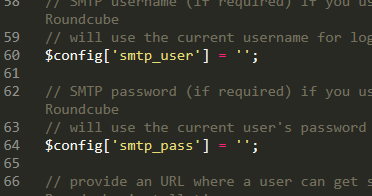 58 // SMTP username (if required) if you us
Roundcube
59 // will use the current username for log
60 $config['smtp_user'] = '';
61
62 // SMTP password (if required) if you us
Roundcube
63 // will use the current user's password
64 $config['smtp_pass'] = '';
65
66 // provide an URL where a user can get s